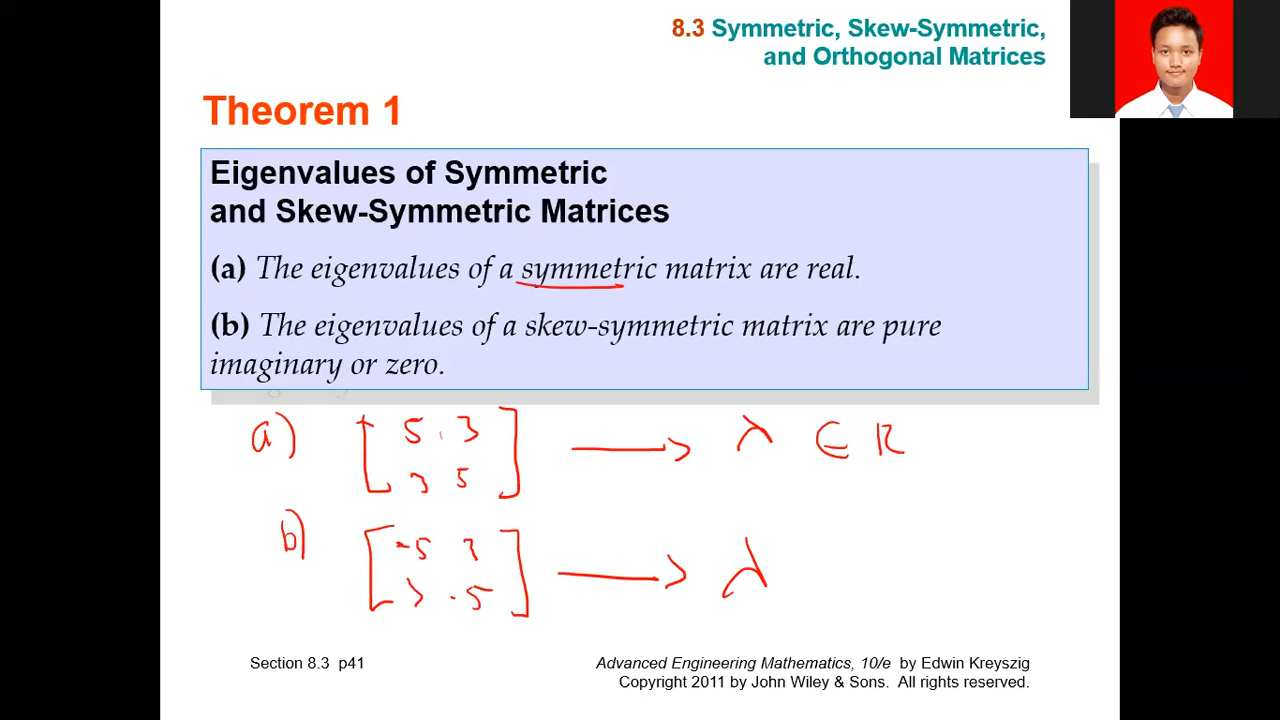 8.3 Symmetric, Skew-Symmetric,
and Orthogonal Matrices
Theorem 1
Eigenvalues of Symmetric
and Skew-Symmetric Matrices
(a) The eigenvalues of a symmetric matrix are real.
(b) The eigenvalues of a skew-symmetric matrix are pure
imaginary or zero.
a) [ 5 3 ] → λ ∈ R
3 5
b) [ -5 3 ] → λ
3 -5
Section 8.3 p41
Advanced Engineering Mathematics, 10/e by Edwin Kreyszig
Copyright 2011 by John Wiley & Sons. All rights reserved.